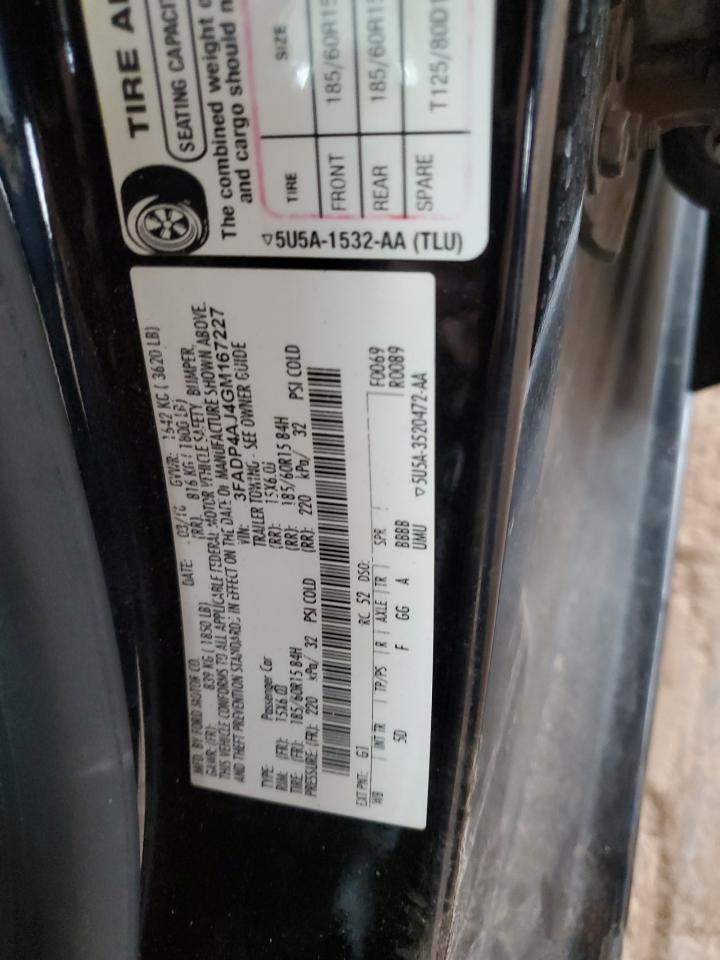 TIRE A
SEATING CAPACIT
The combined weight o
and cargo should n
TIRE SIZE
FRONT 185/60R15
REAR 185/60R15
SPARE T125/80D1
5U5A-1532-AA (TLU)
MFD. BY FORD MOTOR CO.
DATE: 03/16 GVWR: 1642 KG ( 3620 LB)
GAWR: (FR): 839 KG ( 1850 LB) (RR): 816 KG ( 1800 LB)
THIS VEHICLE CONFORMS TO ALL APPLICABLE FEDERAL MOTOR VEHICLE SAFETY, BUMPER,
AND THEFT PREVENTION STANDARDS IN EFFECT ON THE DATE OF MANUFACTURE SHOWN ABOVE.
VIN: 3FADP4AJ4GM167227
TYPE: Passenger Car TRAILER TOWING - SEE OWNER GUIDE
RIM: (FR): 15X6.0J (RR): 15X6.0J
TIRE: (FR): 185/60R15 84H (RR): 185/60R15 84H
PRESSURE: (FR): 220 kPa/ 32 PSI COLD (RR): 220 kPa/ 32 PSI COLD
EXT PNT: G1 RC: 52 DSO: F0069
WB INT TR TP/PS R AXLE TR SPR R0089
50 F GG A BBBB
UMU 5U5A-3520472-AA